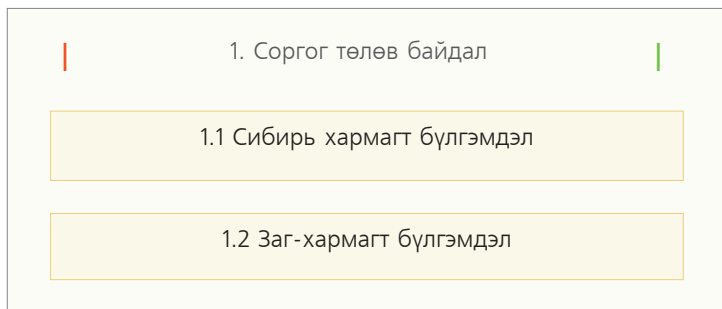 1. Соргог төлөв байдал
1.1 Сибирь хармагт бүлгэмдэл
1.2 Заг-хармагт бүлгэмдэл